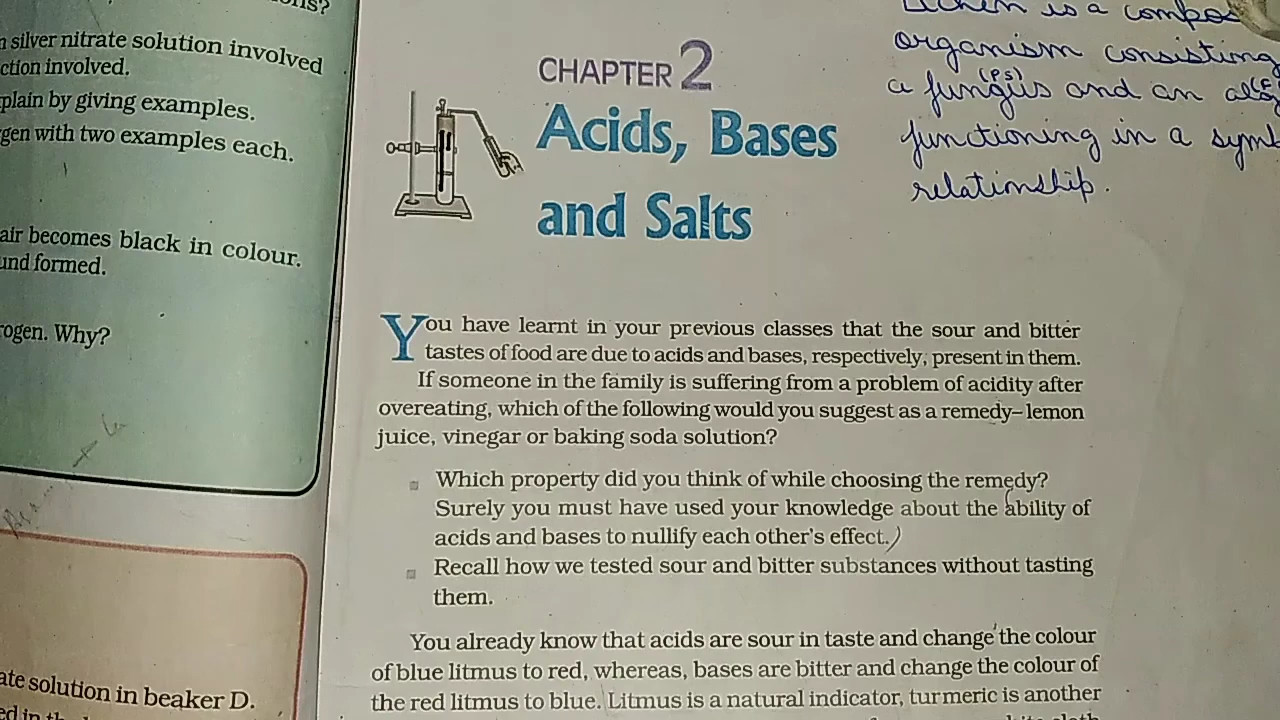 silver nitrate solution involved
ction involved.
plain by giving examples.
gen with two examples each.
air becomes black in colour.
und formed.
rogen. Why?
ate solution in beaker D.
CHAPTER 2
Acids, Bases
and Salts
is a compos
organism consisting
(PS)
a fungus and an
functioning in a symb
relationship.
You have learnt in your previous classes that the sour and bitter
tastes of food are due to acids and bases, respectively, present in them.
If someone in the family is suffering from a problem of acidity after
overeating, which of the following would you suggest as a remedy– lemon
juice, vinegar or baking soda solution?
Which property did you think of while choosing the remedy?
Surely you must have used your knowledge about the ability of
acids and bases to nullify each other's effect.)
Recall how we tested sour and bitter substances without tasting
them.
You already know that acids are sour in taste and change the colour
of blue litmus to red, whereas, bases are bitter and change the colour of
the red litmus to blue. Litmus is a natural indicator, turmeric is another